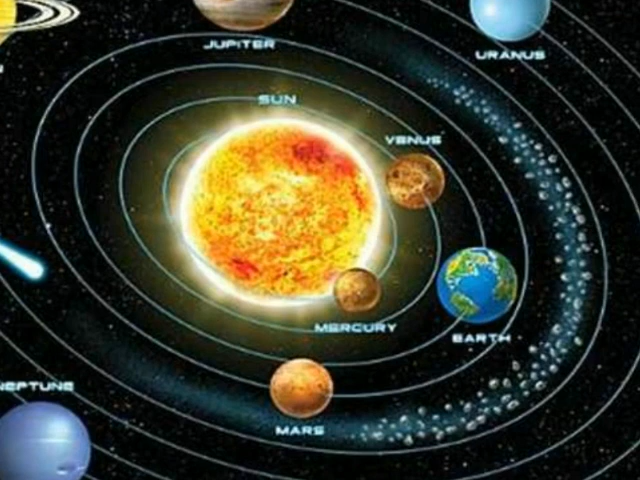 JUPITER
URANUS
SUN
VENUS
MERCURY
EARTH
NEPTUNE
MARS